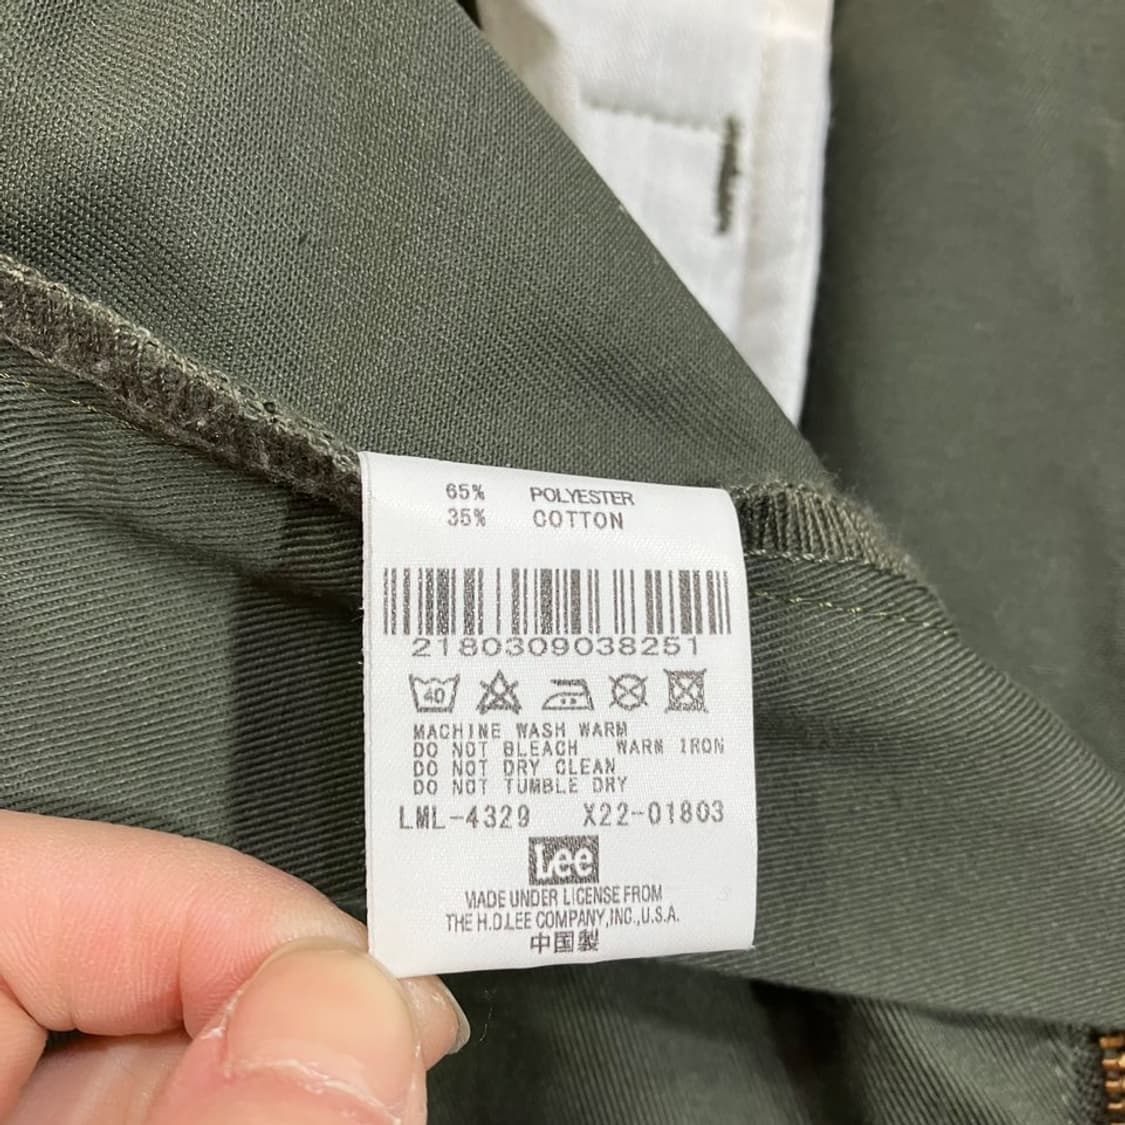 65% POLYESTER
35% COTTON
2180309038251
40
MACHINE WASH WARM
DO NOT BLEACH WARM IRON
DO NOT DRY CLEAN
DO NOT TUMBLE DRY
LML-4329 X22-01803
Lee
MADE UNDER LICENSE FROM
THE H.D.LEE COMPANY,INC.,U.S.A.
中国製